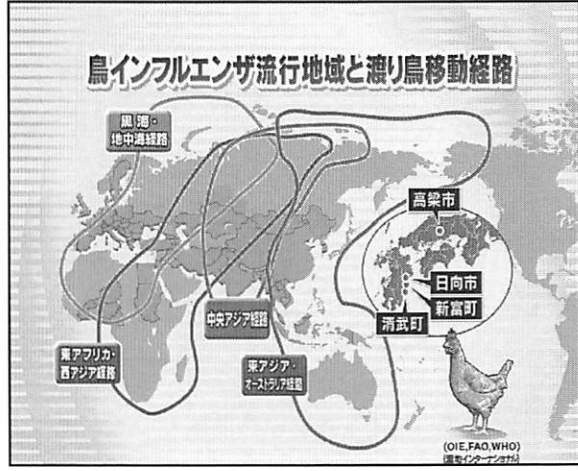 鳥インフルエンザ流行地域と渡り鳥移動経路
黒海・
地中海経路
高梁市
日向市
新富町
清武町
中央アジア経路
東アフリカ・
西アジア経路
東アジア・
オーストラリア経路
(OIE,FAO,WHO)